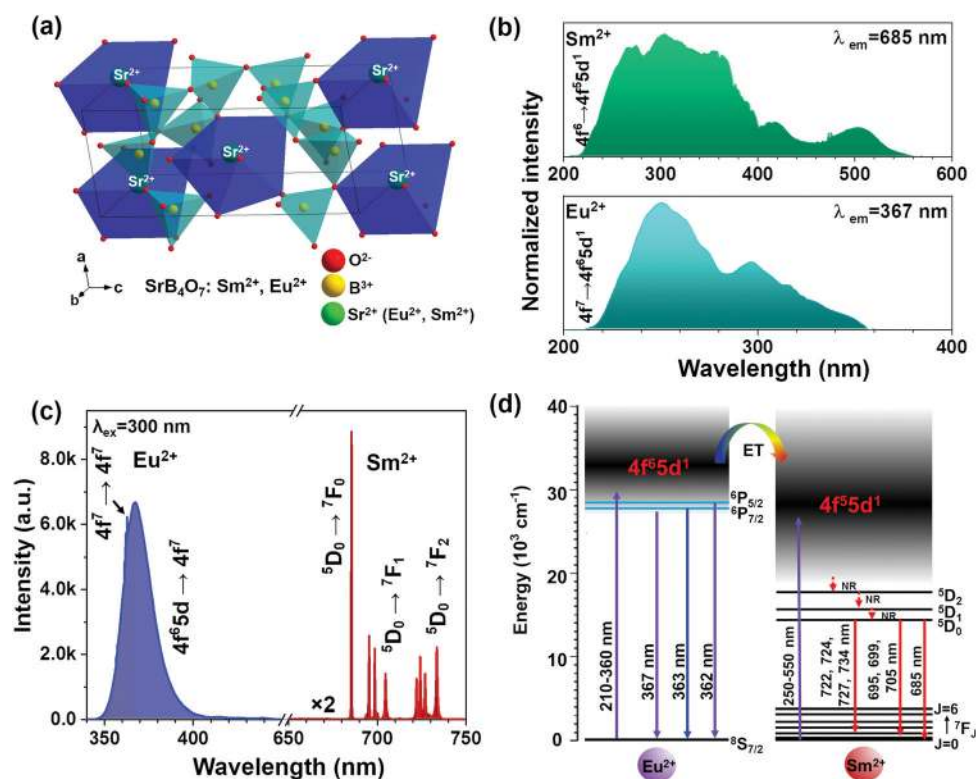 (a)
Sr²⁺
Sr²⁺
Sr²⁺
Sr²⁺
Sr²⁺
a
b
c
SrB₄O₇: Sm²⁺, Eu²⁺
O²⁻
B³⁺
Sr²⁺ (Eu²⁺, Sm²⁺)
(b)
Normalized intensity
Sm²⁺
λ em=685 nm
4f⁶→4f⁵5d¹
200 300 400 500 600
Eu²⁺
λ em=367 nm
4f⁷→4f⁶5d¹
200 300 400
Wavelength (nm)
(c)
Intensity (a.u.)
8.0k
6.0k
4.0k
2.0k
0.0
λex=300 nm
Eu²⁺
4f⁷ → 4f⁷
4f⁶5d → 4f⁷
Sm²⁺
⁵D₀ → ⁷F₀
⁵D₀ → ⁷F₁
⁵D₀ → ⁷F₂
×2
350 400 650 700 750
Wavelength (nm)
(d)
Energy (10³ cm⁻¹)
40
30
20
10
0
4f⁶5d¹
ET
4f⁵5d¹
⁶P5/2
⁶P7/2
NR
NR
NR
⁵D₂
⁵D₁
⁵D₀
210-360 nm
367 nm
363 nm
362 nm
250-550 nm
722, 724,
727, 734 nm
695, 699,
705 nm
685 nm
J=6
⁷FJ
J=0
⁸S7/2
Eu²⁺
Sm²⁺